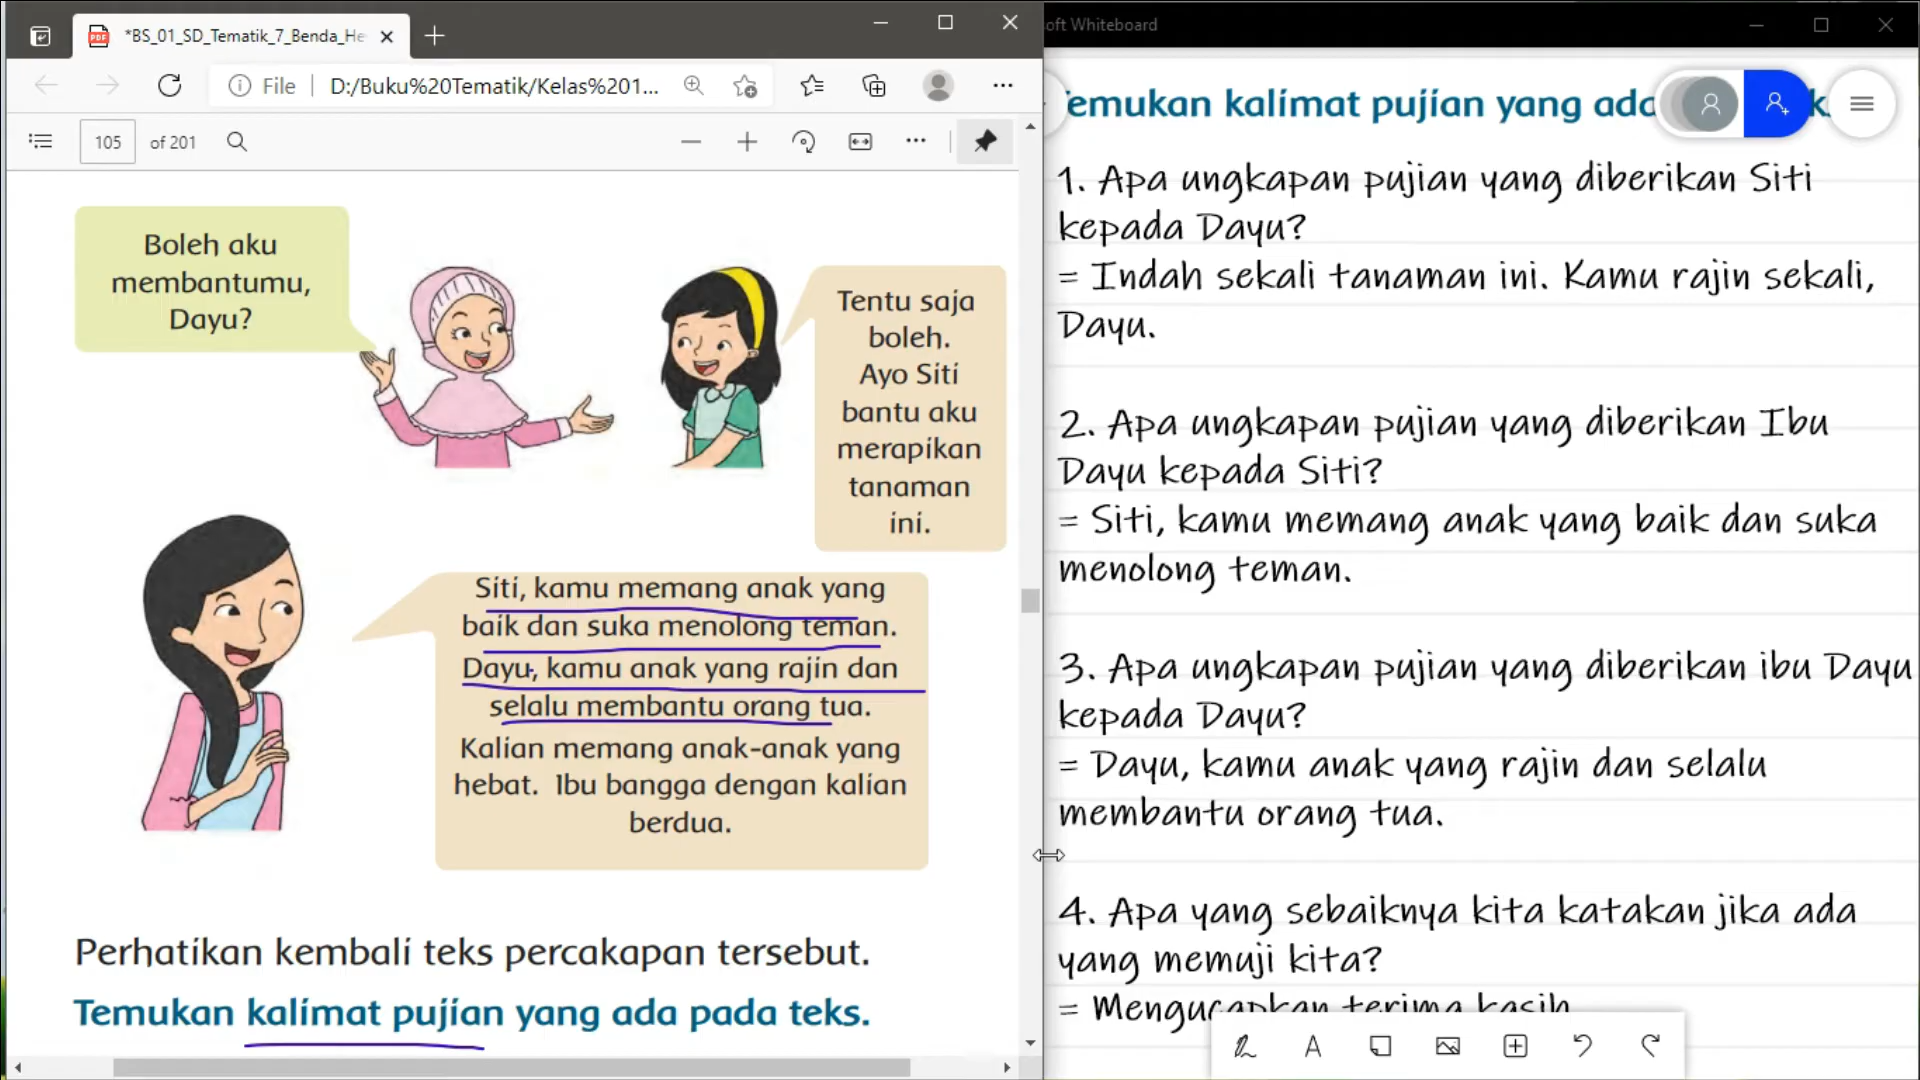 *BS_01_SD_Tematik_7_Benda_He
File
D:/Buku%20Tematik/Kelas%201...
105
of 201
Boleh aku
membantumu,
Dayu?
Tentu saja
boleh.
Ayo Siti
bantu aku
merapikan
tanaman
ini.
Siti, kamu memang anak yang
baik dan suka menolong teman.
Dayu, kamu anak yang rajin dan
selalu membantu orang tua.
Kalian memang anak-anak yang
hebat. Ibu bangga dengan kalian
berdua.
Perhatikan kembali teks percakapan tersebut.
Temukan kalimat pujian yang ada pada teks.
oft Whiteboard
Temukan kalimat pujian yang ada
1. Apa ungkapan pujian yang diberikan Siti
kepada Dayu?
= Indah sekali tanaman ini. Kamu rajin sekali,
Dayu.
2. Apa ungkapan pujian yang diberikan Ibu
Dayu kepada Siti?
= Siti, kamu memang anak yang baik dan suka
menolong teman.
3. Apa ungkapan pujian yang diberikan ibu Dayu
kepada Dayu?
= Dayu, kamu anak yang rajin dan selalu
membantu orang tua.
4. Apa yang sebaiknya kita katakan jika ada
yang memuji kita?
= Mengucapkan terima kasih